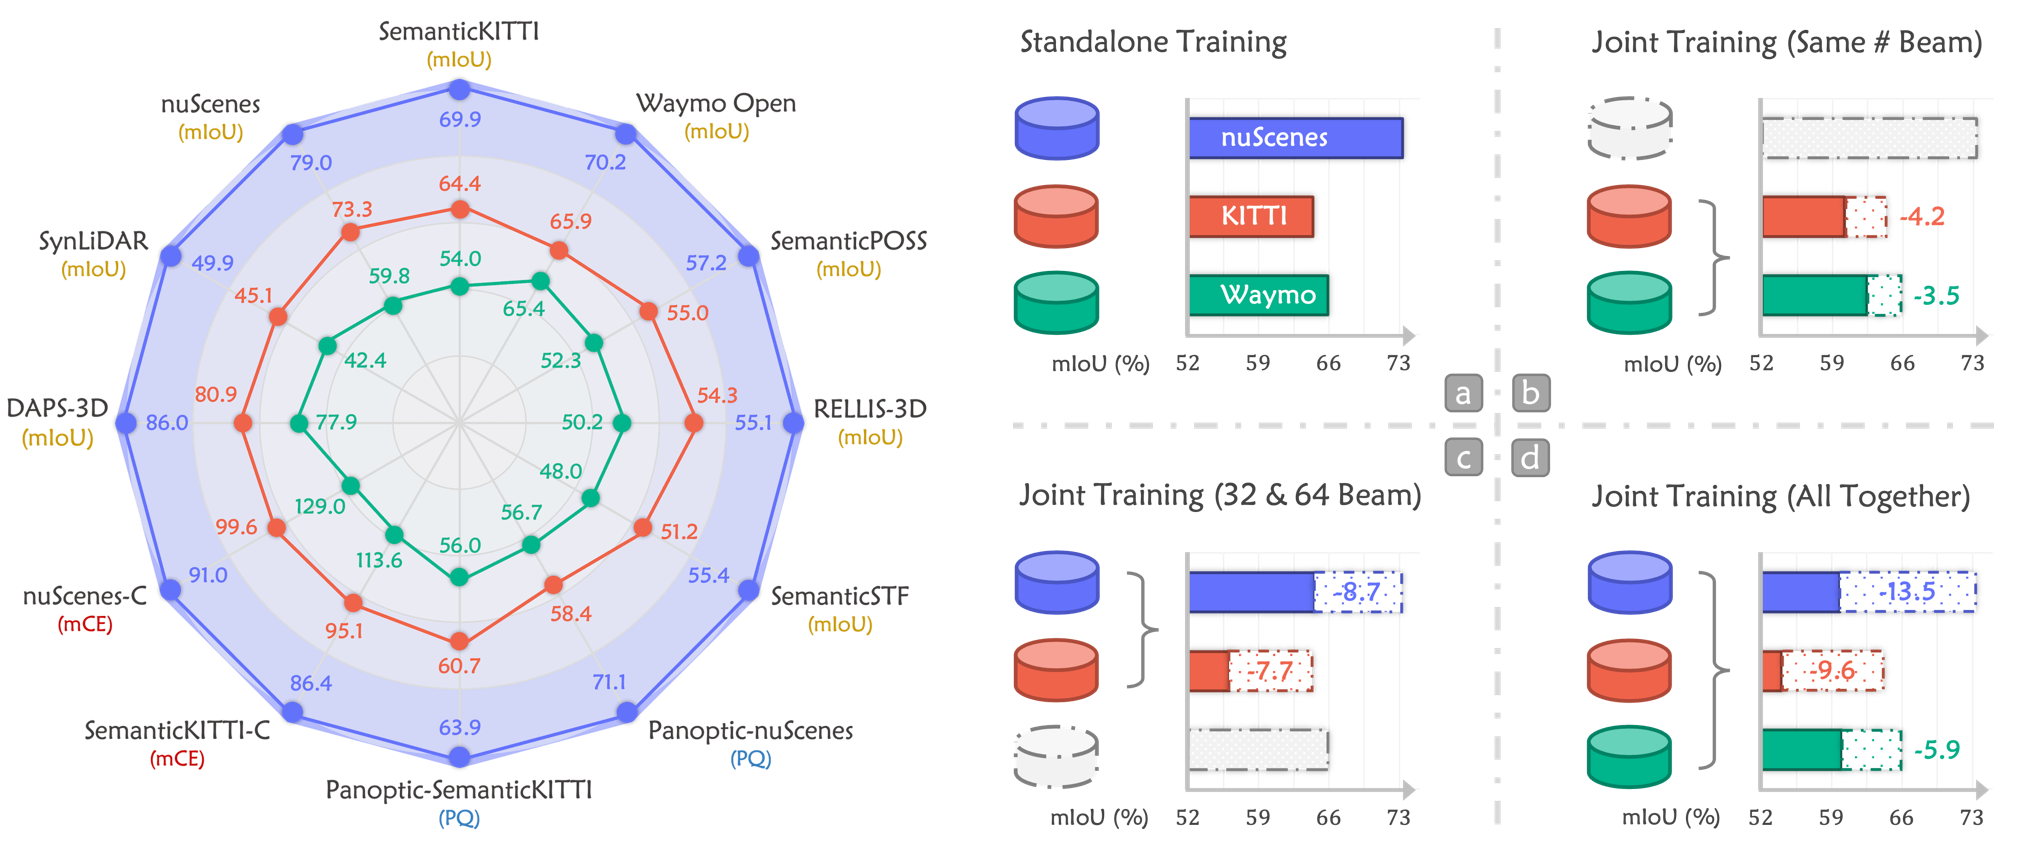 SemanticKITTI
(mIoU)
69.9
64.4
54.0
Waymo Open
(mIoU)
70.2
65.9
65.4
SemanticPOSS
(mIoU)
57.2
55.0
52.3
RELLIS-3D
(mIoU)
55.1
54.3
50.2
SemanticSTF
(mIoU)
55.4
51.2
48.0
Panoptic-nuScenes
(PQ)
71.1
58.4
56.7
Panoptic-SemanticKITTI
(PQ)
63.9
60.7
56.0
SemanticKITTI-C
(mCE)
86.4
95.1
113.6
nuScenes-C
(mCE)
91.0
99.6
129.0
DAPS-3D
(mIoU)
86.0
80.9
77.9
SynLiDAR
(mIoU)
49.9
45.1
42.4
nuScenes
(mIoU)
79.0
73.3
59.8
Standalone Training
nuScenes
KITTI
Waymo
mIoU (%) 52 59 66 73
a
Joint Training (Same # Beam)
-4.2
-3.5
mIoU (%) 52 59 66 73
b
c
Joint Training (32 & 64 Beam)
-8.7
-7.7
mIoU (%) 52 59 66 73
d
Joint Training (All Together)
-13.5
-9.6
-5.9
mIoU (%) 52 59 66 73